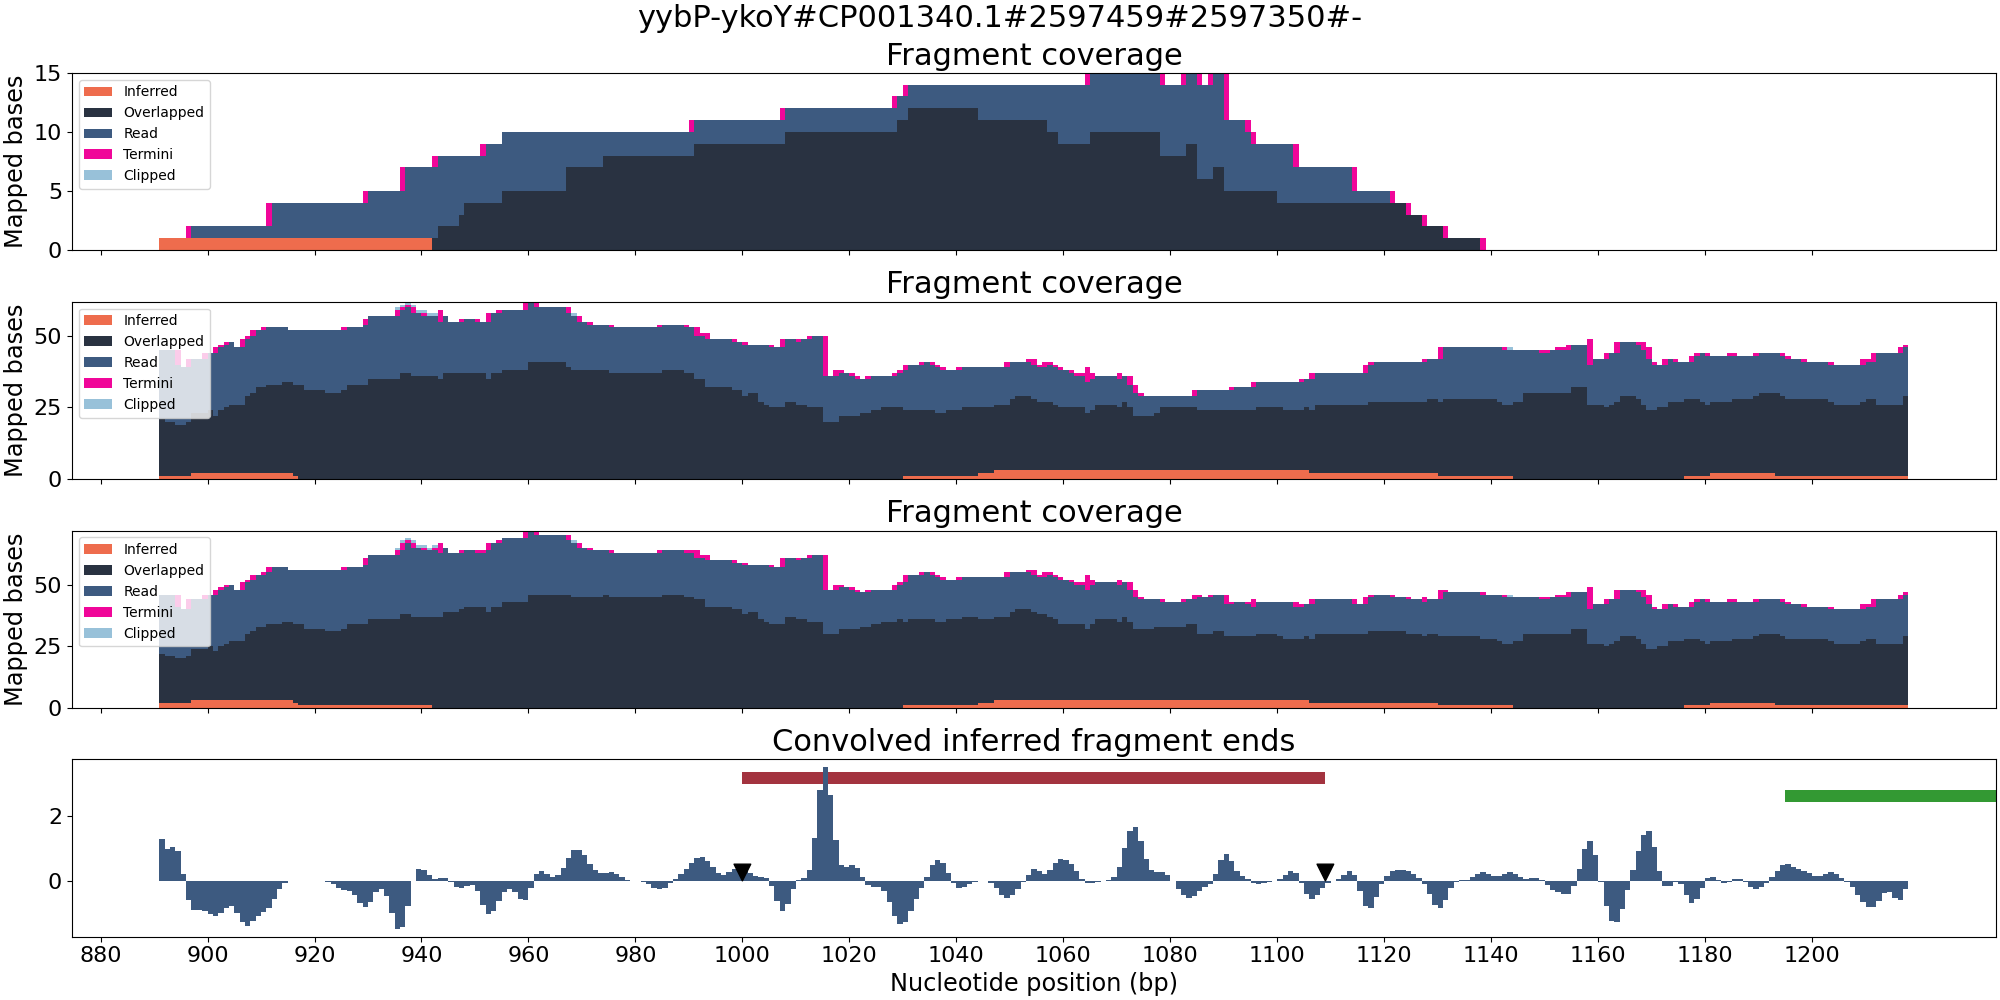 yybP-ykoY#CP001340.1#2597459#2597350#-
Fragment coverage
Mapped bases
15
10
5
0
Inferred
Overlapped
Read
Termini
Clipped
Fragment coverage
Mapped bases
50
25
0
Inferred
Overlapped
Read
Termini
Clipped
Fragment coverage
Mapped bases
50
25
0
Inferred
Overlapped
Read
Termini
Clipped
Convolved inferred fragment ends
2
0
880 900 920 940 960 980 1000 1020 1040 1060 1080 1100 1120 1140 1160 1180 1200
Nucleotide position (bp)